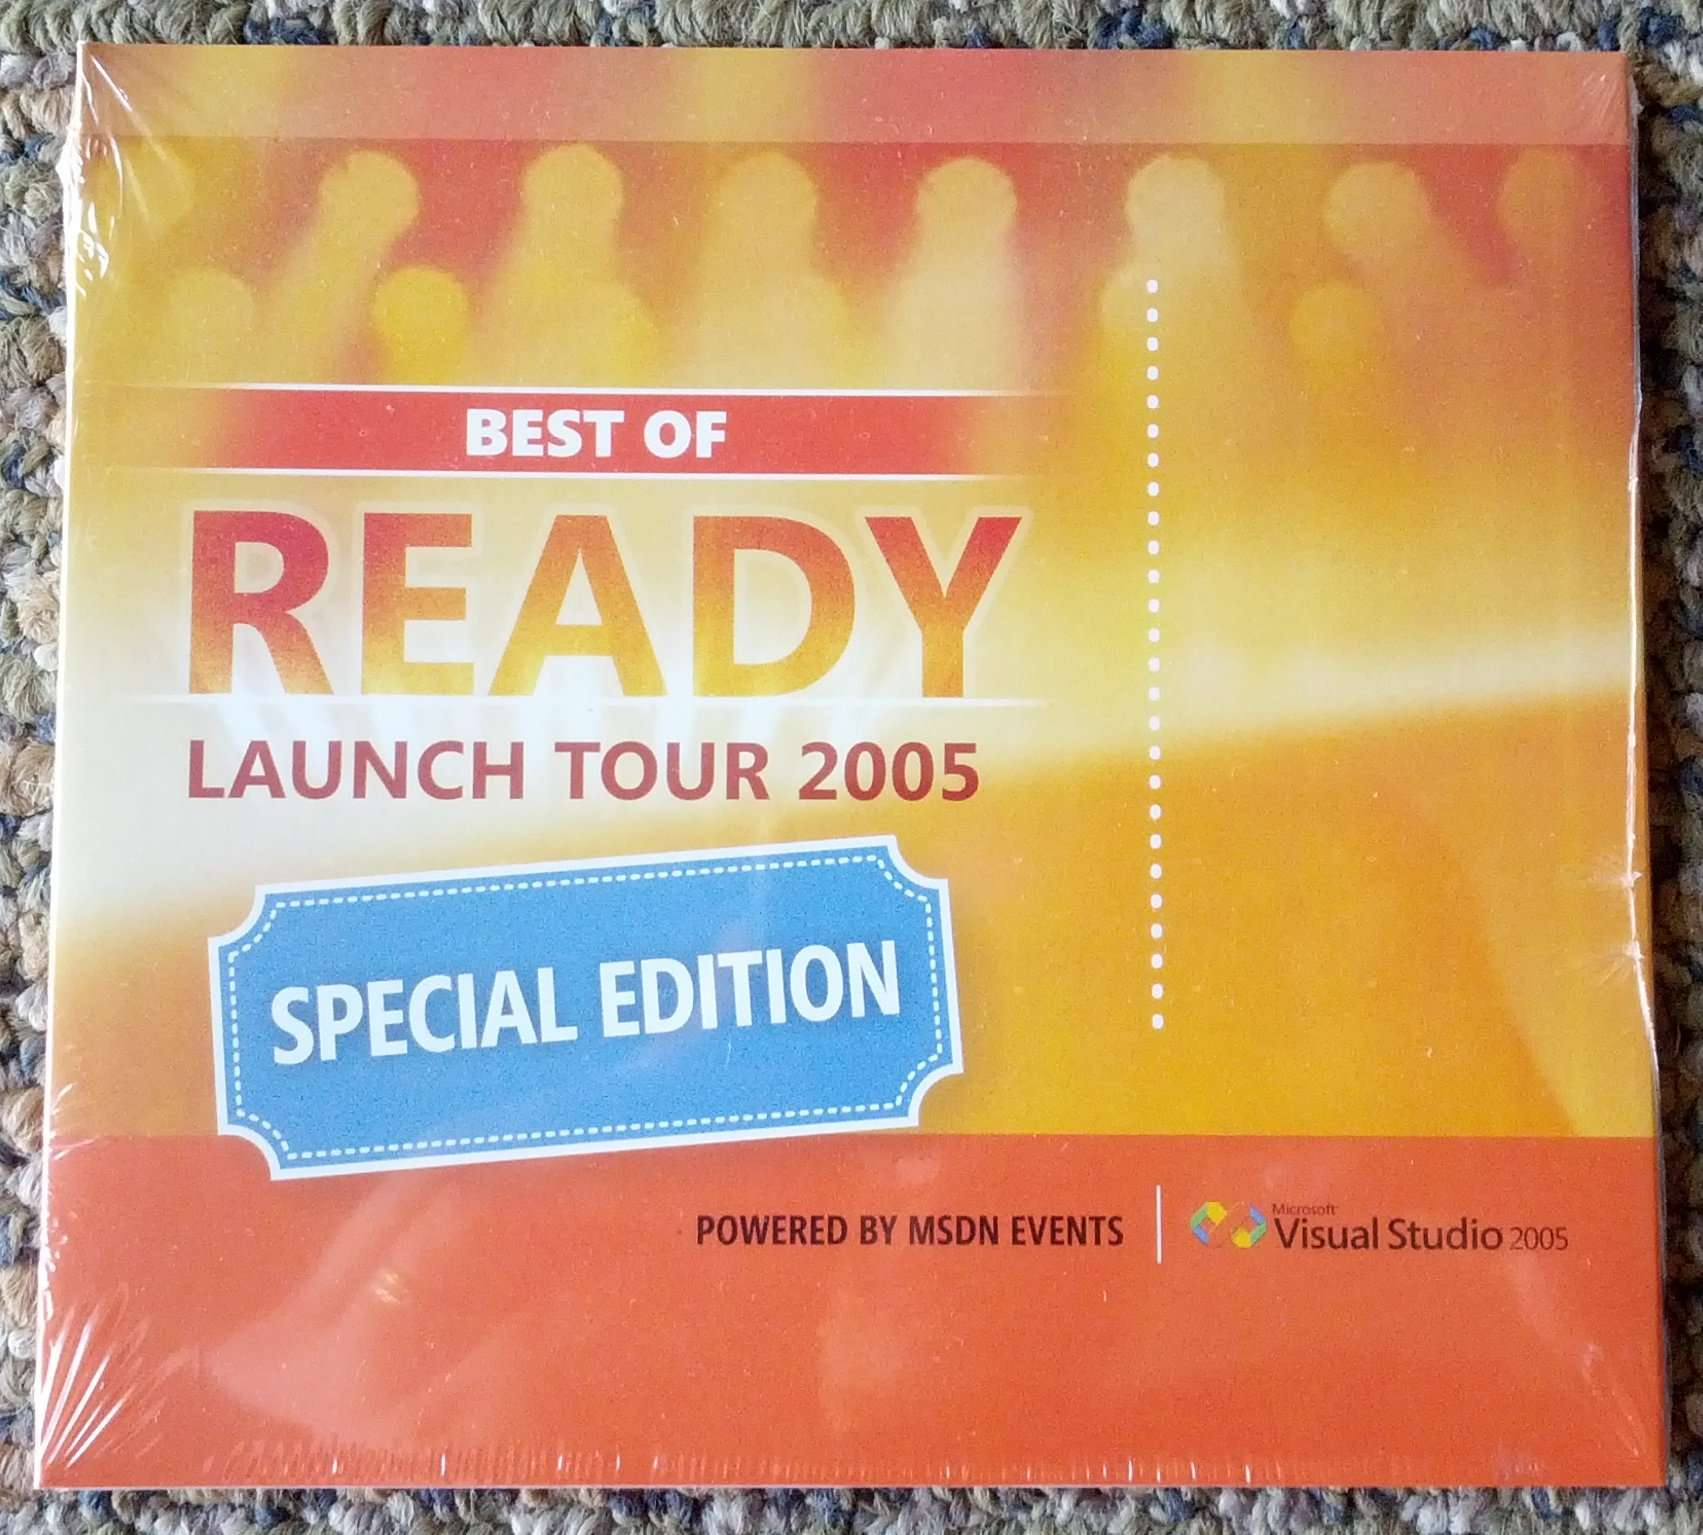 BEST OF
READY
LAUNCH TOUR 2005
SPECIAL EDITION
POWERED BY MSDN EVENTS
Microsoft
Visual Studio 2005